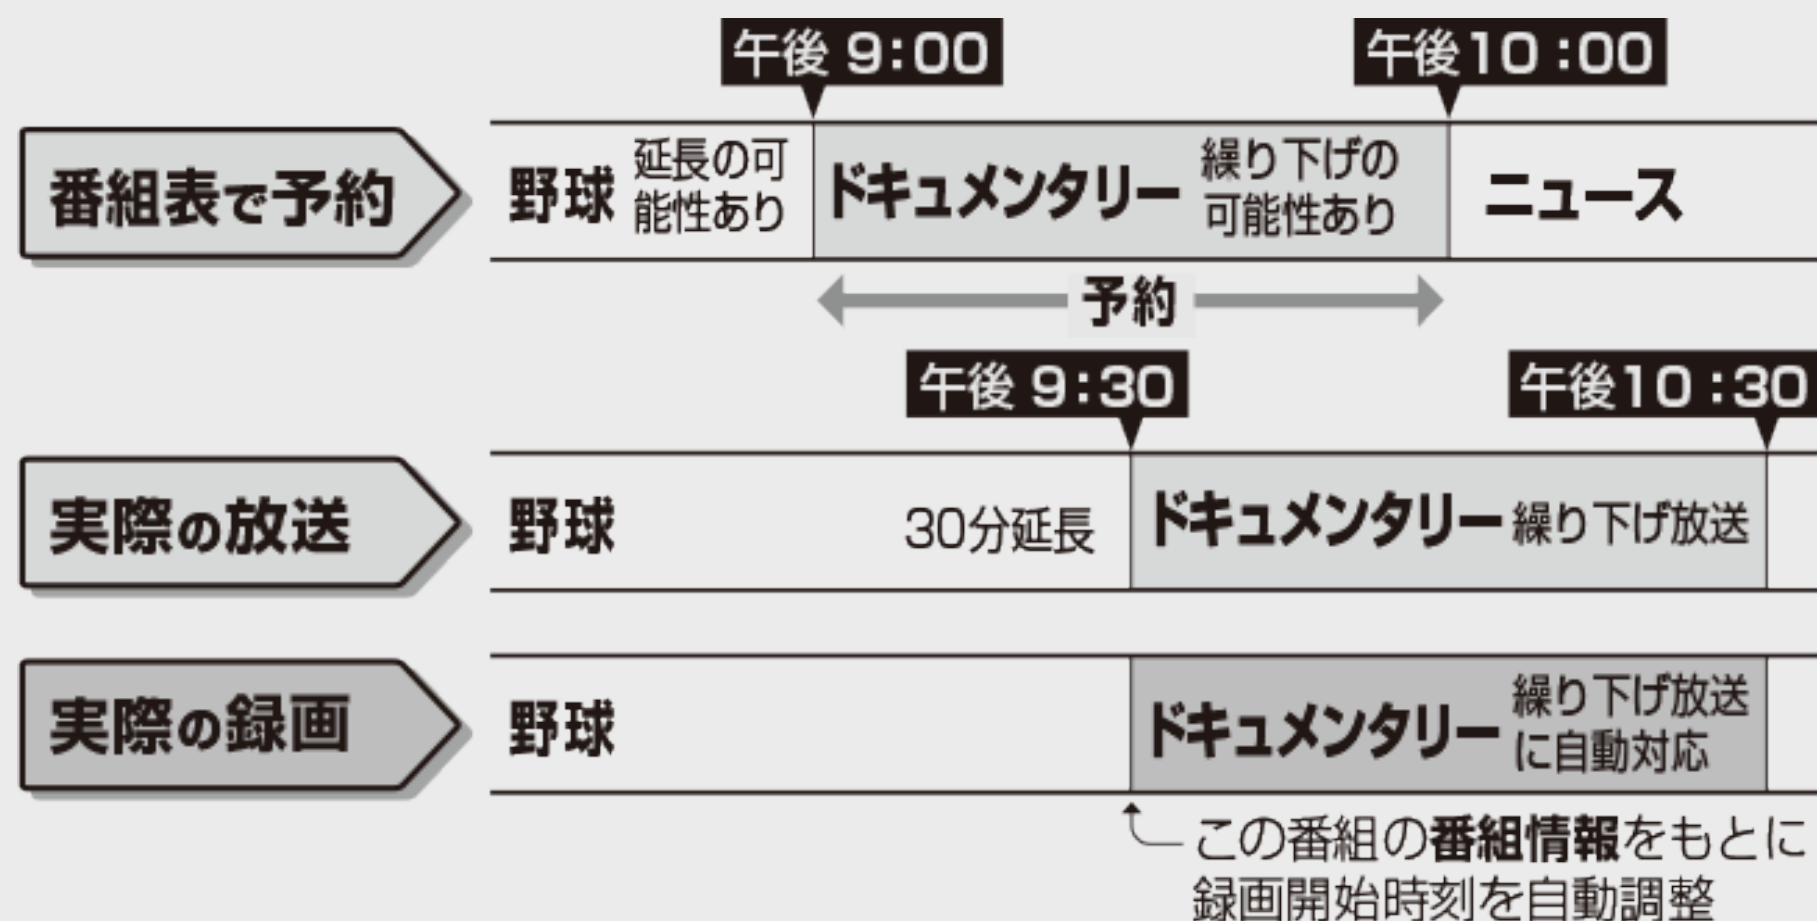 午後 9:00
午後10:00
番組表で予約
野球
延長の可
能性あり
ドキュメンタリー
繰り下げの
可能性あり
ニュース
予約
午後 9:30
午後10:30
実際の放送
野球
30分延長
ドキュメンタリー
繰り下げ放送
実際の録画
野球
ドキュメンタリー
繰り下げ放送
に自動対応
この番組の番組情報をもとに
録画開始時刻を自動調整